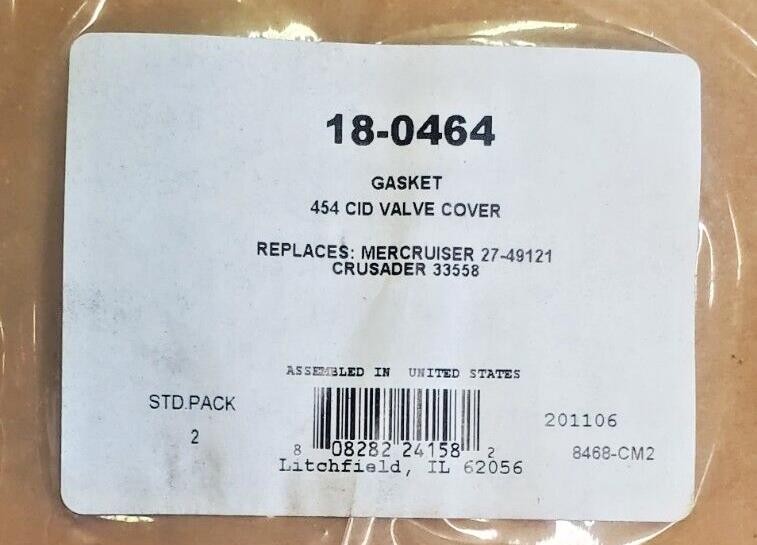 18-0464
GASKET
454 CID VALVE COVER
REPLACES: MERCRUISER 27-49121
CRUSADER 33558
ASSEMBLED IN UNITED STATES
STD.PACK
2
8 08282 24158 2
Litchfield, IL 62056
201106
8468-CM2